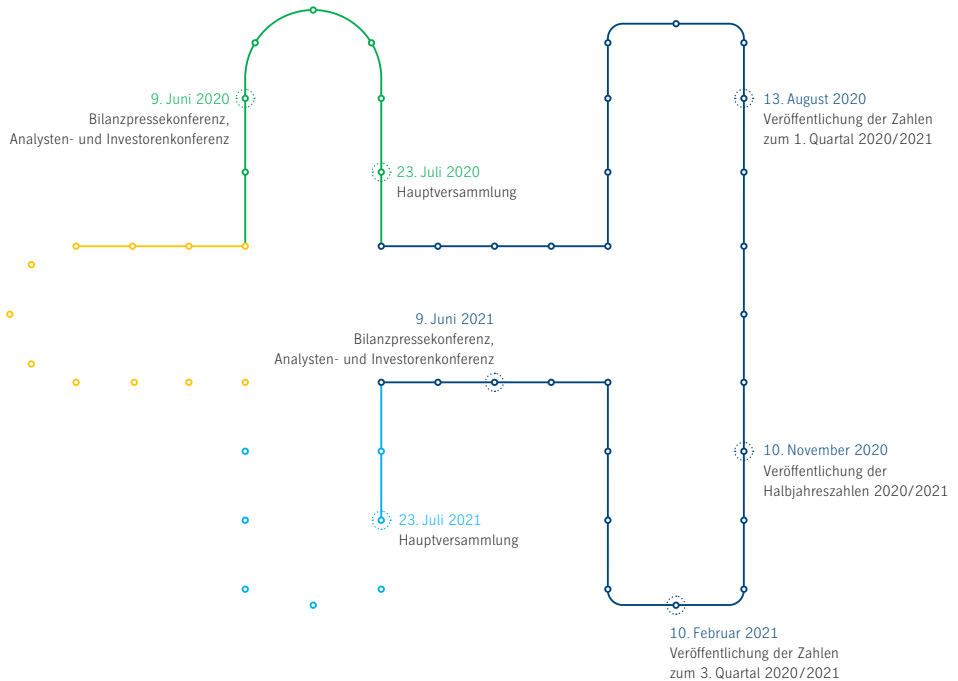 9. Juni 2020
Bilanzpressekonferenz,
Analysten- und Investorenkonferenz
23. Juli 2020
Hauptversammlung
13. August 2020
Veröffentlichung der Zahlen
zum 1. Quartal 2020/2021
10. November 2020
Veröffentlichung der
Halbjahreszahlen 2020/2021
10. Februar 2021
Veröffentlichung der Zahlen
zum 3. Quartal 2020/2021
9. Juni 2021
Bilanzpressekonferenz,
Analysten- und Investorenkonferenz
23. Juli 2021
Hauptversammlung